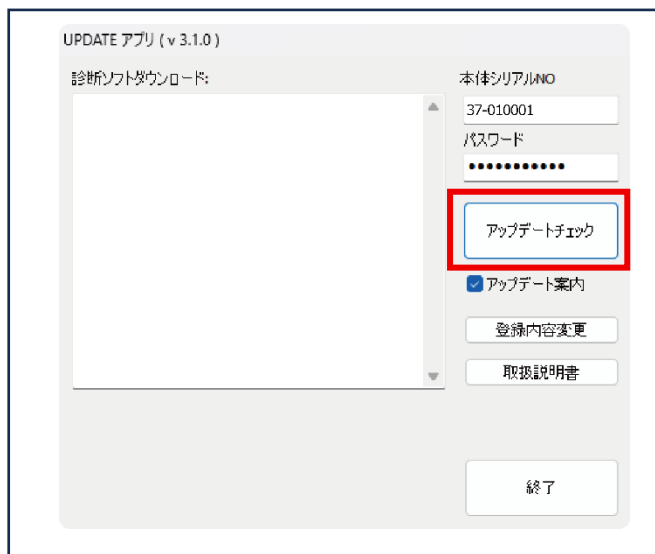 UPDATE アプリ ( v 3.1.0 )
診断ソフトダウンロード:
本体シリアルNO
37-010001
パスワード
●●●●●●●●●●●
アップデートチェック
アップデート案内
登録内容変更
取扱説明書
終了